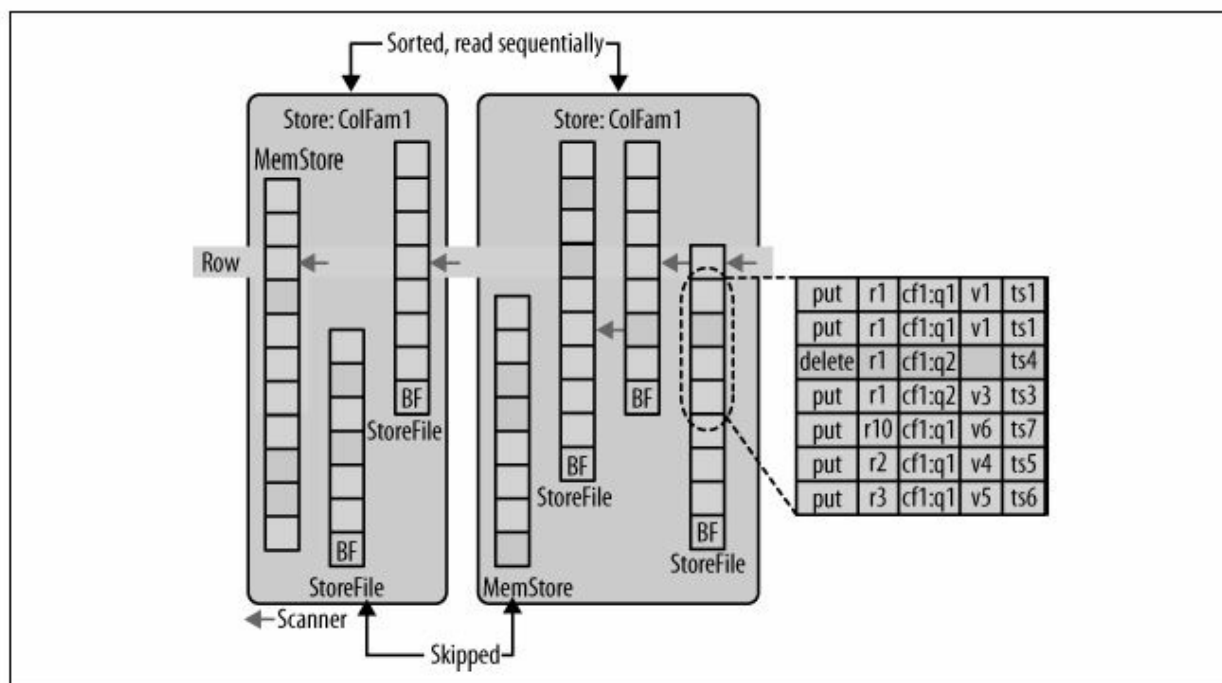 Sorted, read sequentially
Store: ColFam1
Store: ColFam1
MemStore
Row
BF
StoreFile
BF
StoreFile
BF
StoreFile
BF
MemStore
BF
StoreFile
put r1 cf1:q1 v1 ts1
put r1 cf1:q1 v1 ts1
delete r1 cf1:q2 ts4
put r1 cf1:q2 v3 ts3
put r10 cf1:q1 v6 ts7
put r2 cf1:q1 v4 ts5
put r3 cf1:q1 v5 ts6
Scanner
Skipped